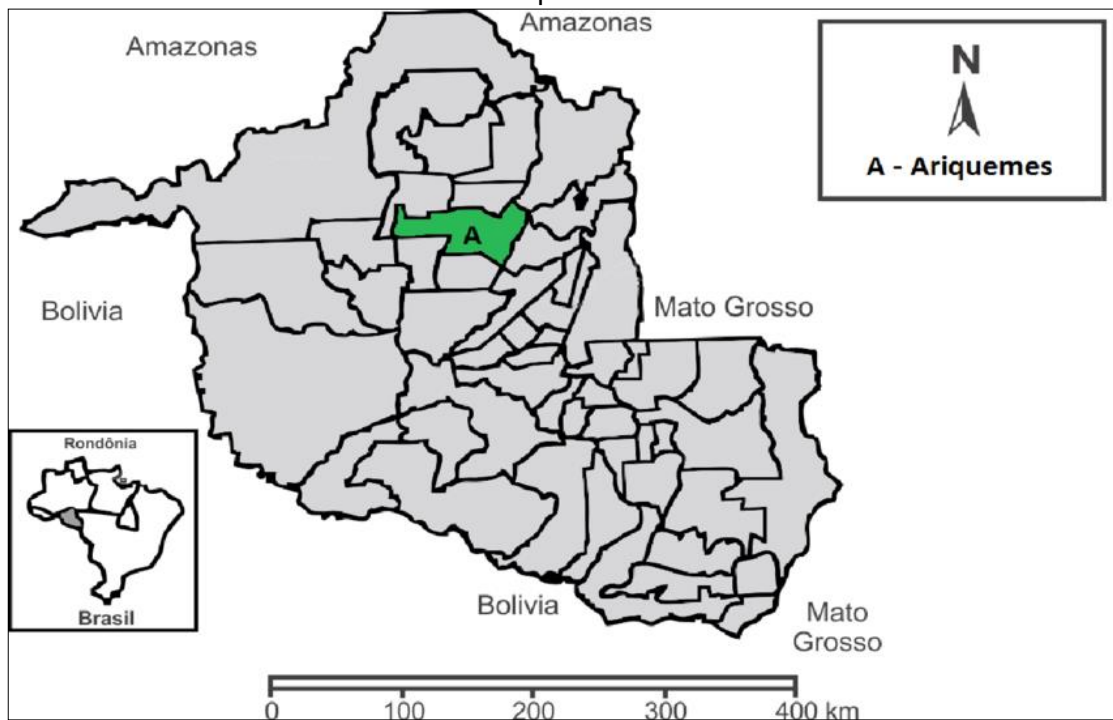 Amazonas
Amazonas
N
A - Ariquemes
A
Bolivia
Mato Grosso
Rondônia
Brasil
Bolivia
Mato
Grosso
0 100 200 300 400 km